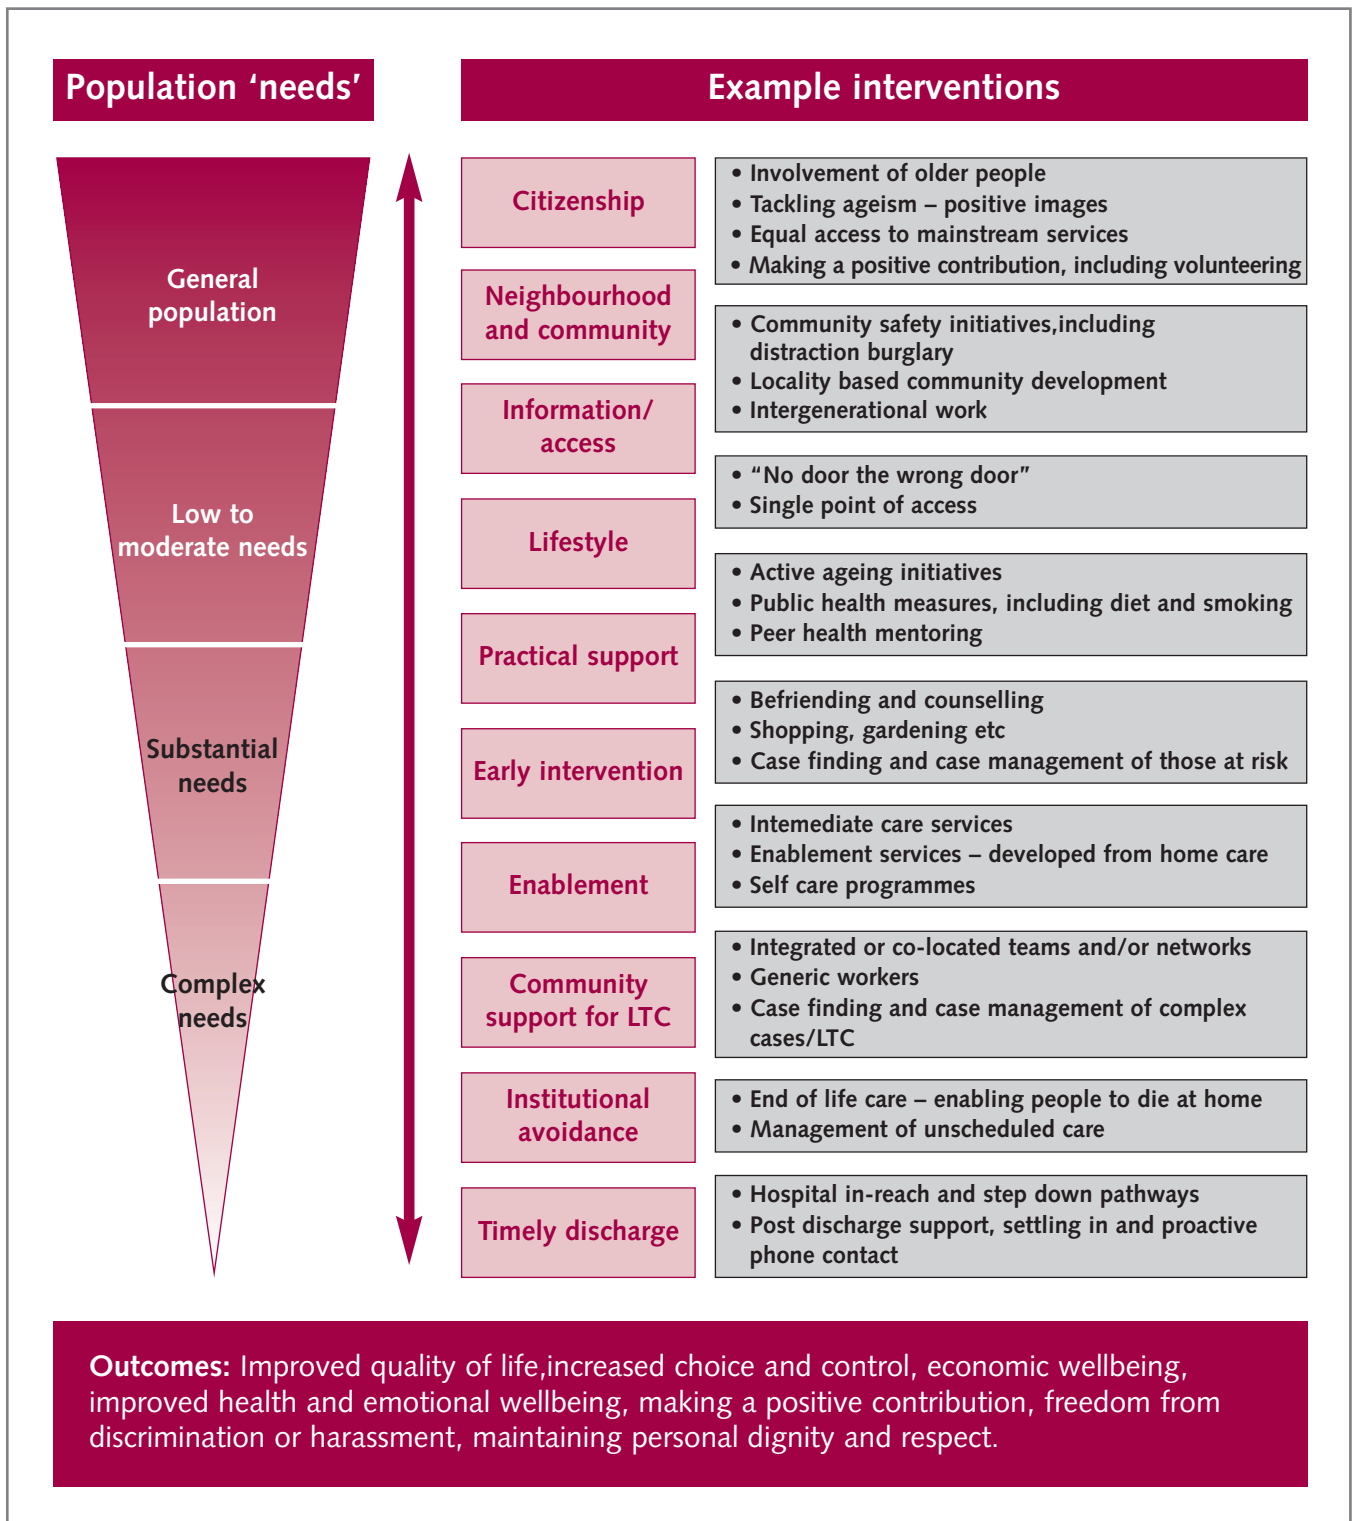 Population ‘needs’
Example interventions
General
population
Low to
moderate needs
Substantial
needs
Complex
needs
Citizenship
• Involvement of older people
• Tackling ageism – positive images
• Equal access to mainstream services
• Making a positive contribution, including volunteering
Neighbourhood
and community
• Community safety initiatives,including
distraction burglary
• Locality based community development
• Intergenerational work
Information/
access
• “No door the wrong door”
• Single point of access
Lifestyle
• Active ageing initiatives
• Public health measures, including diet and smoking
• Peer health mentoring
Practical support
• Befriending and counselling
• Shopping, gardening etc
• Case finding and case management of those at risk
Early intervention
• Intemediate care services
• Enablement services – developed from home care
• Self care programmes
Enablement
• Integrated or co-located teams and/or networks
• Generic workers
• Case finding and case management of complex
cases/LTC
Community
support for LTC
Institutional
avoidance
• End of life care – enabling people to die at home
• Management of unscheduled care
Timely discharge
• Hospital in-reach and step down pathways
• Post discharge support, settling in and proactive
phone contact
Outcomes: Improved quality of life,increased choice and control, economic wellbeing,
improved health and emotional wellbeing, making a positive contribution, freedom from
discrimination or harassment, maintaining personal dignity and respect.